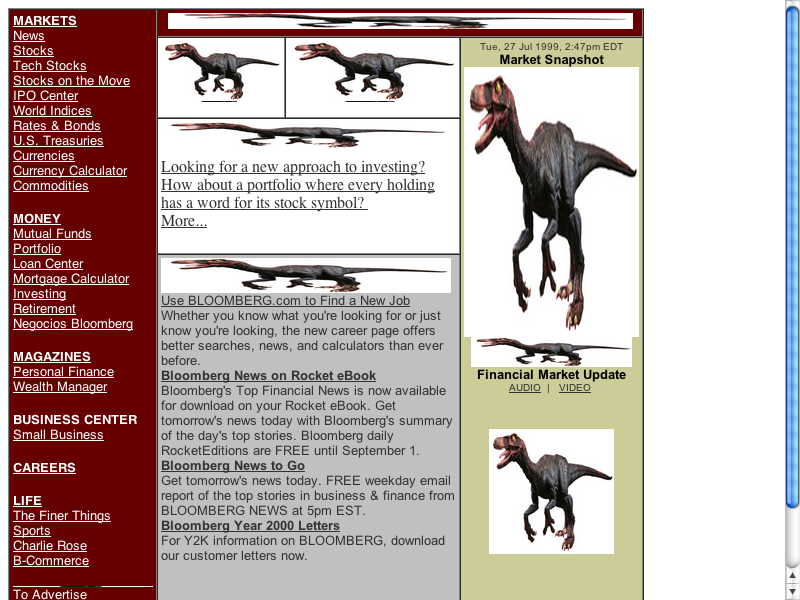 MARKETS
News
Stocks
Tech Stocks
Stocks on the Move
IPO Center
World Indices
Rates & Bonds
U.S. Treasuries
Currencies
Currency Calculator
Commodities
MONEY
Mutual Funds
Portfolio
Loan Center
Mortgage Calculator
Investing
Retirement
Negocios Bloomberg
MAGAZINES
Personal Finance
Wealth Manager
BUSINESS CENTER
Small Business
CAREERS
LIFE
The Finer Things
Sports
Charlie Rose
B-Commerce
To Advertise
Looking for a new approach to investing?
How about a portfolio where every holding
has a word for its stock symbol?
More...
Use BLOOMBERG.com to Find a New Job
Whether you know what you're looking for or just
know you're looking, the new career page offers
better searches, news, and calculators than ever
before.
Bloomberg News on Rocket eBook
Bloomberg's Top Financial News is now available
for download on your Rocket eBook. Get
tomorrow's news today with Bloomberg's summary
of the day's top stories. Bloomberg daily
RocketEditions are FREE until September 1.
Bloomberg News to Go
Get tomorrow's news today. FREE weekday email
report of the top stories in business & finance from
BLOOMBERG NEWS at 5pm EST.
Bloomberg Year 2000 Letters
For Y2K information on BLOOMBERG, download
our customer letters now.
Tue, 27 Jul 1999, 2:47pm EDT
Market Snapshot
Financial Market Update
AUDIO | VIDEO